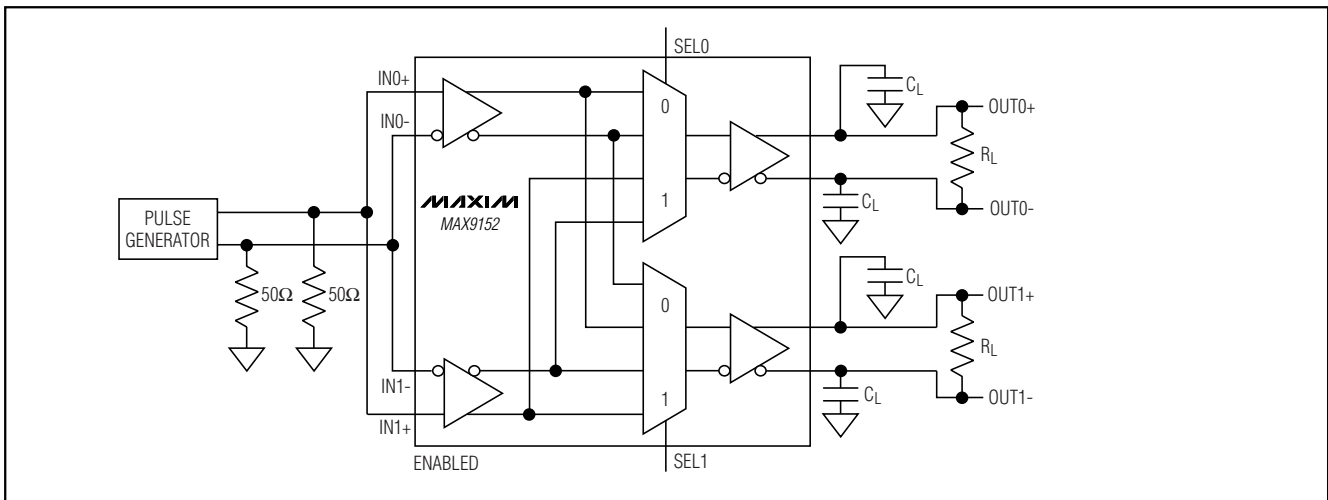 SEL0
IN0+
IN0-
0
1
C_L
OUT0+
R_L
C_L
OUT0-
PULSE
GENERATOR
MAXIM
MAX9152
50Ω
50Ω
0
1
C_L
OUT1+
R_L
C_L
OUT1-
IN1-
IN1+
ENABLED
SEL1